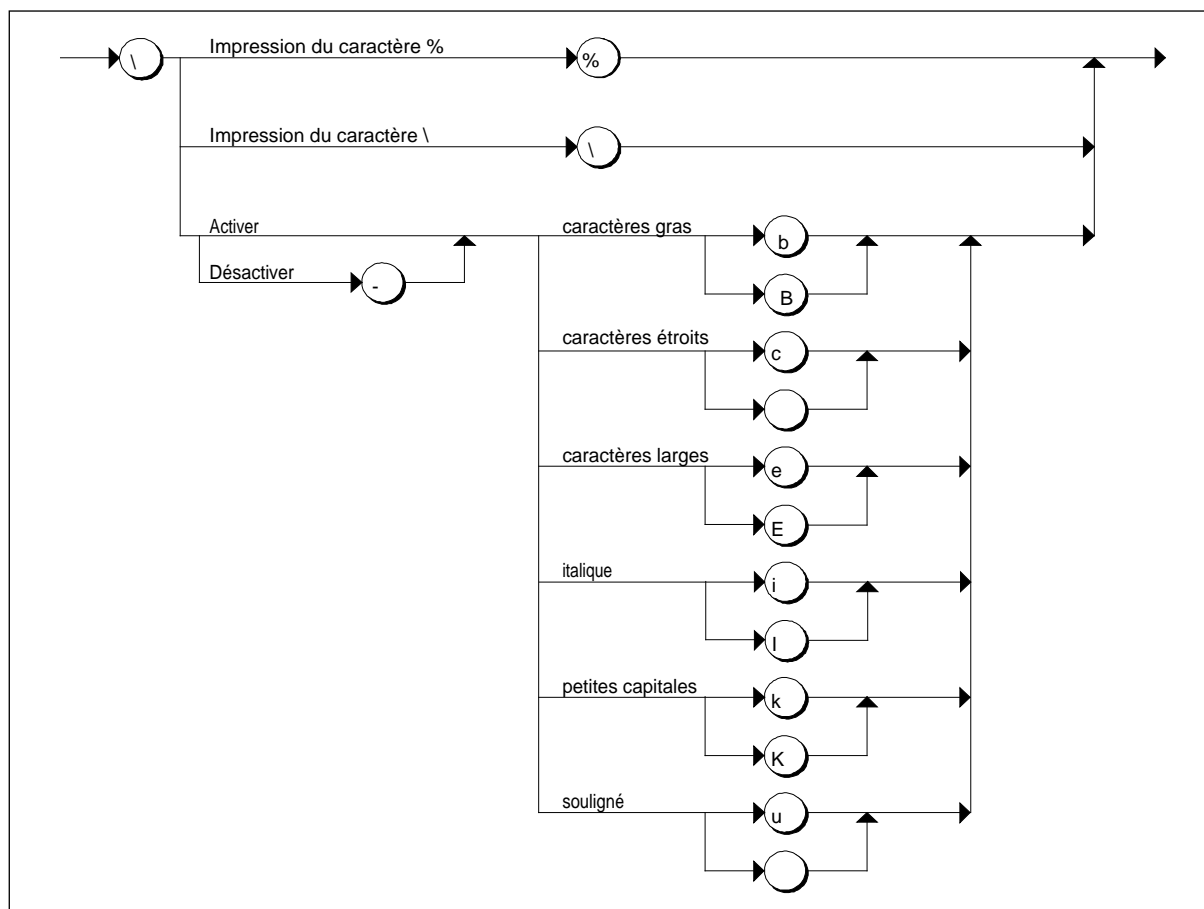 \ Impression du caractère % %
Impression du caractère \ \
Activer caractères gras b
Désactiver - B
caractères étroits c
caractères larges e
E
italique i
I
petites capitales k
K
souligné u